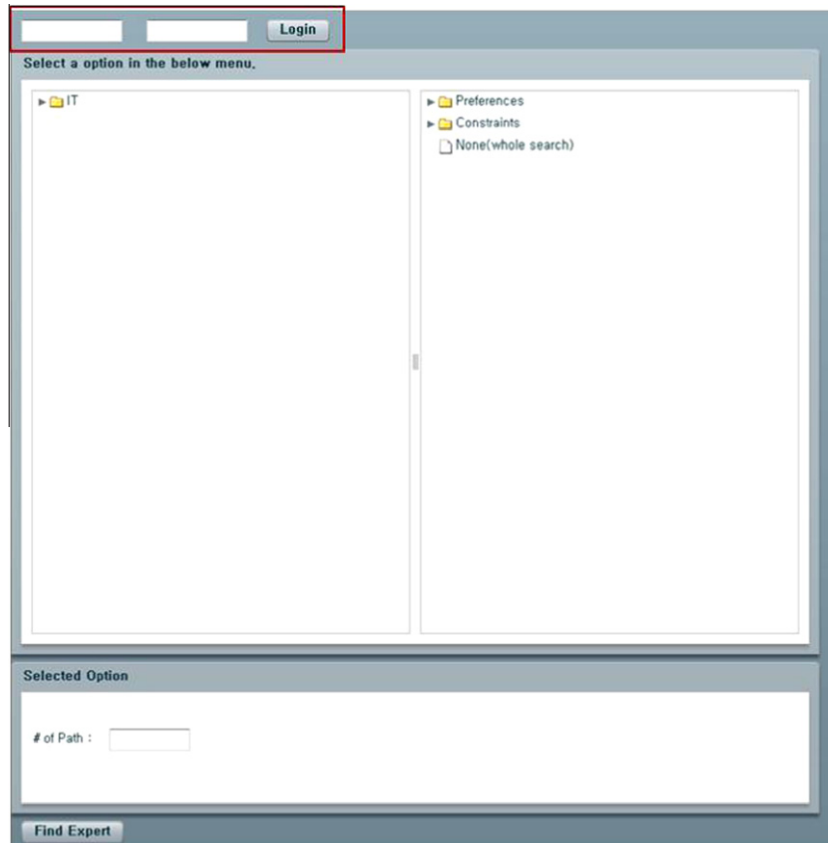 Login
Select a option in the below menu.
IT
Preferences
Constraints
None(whole search)
Selected Option
# of Path :
Find Expert